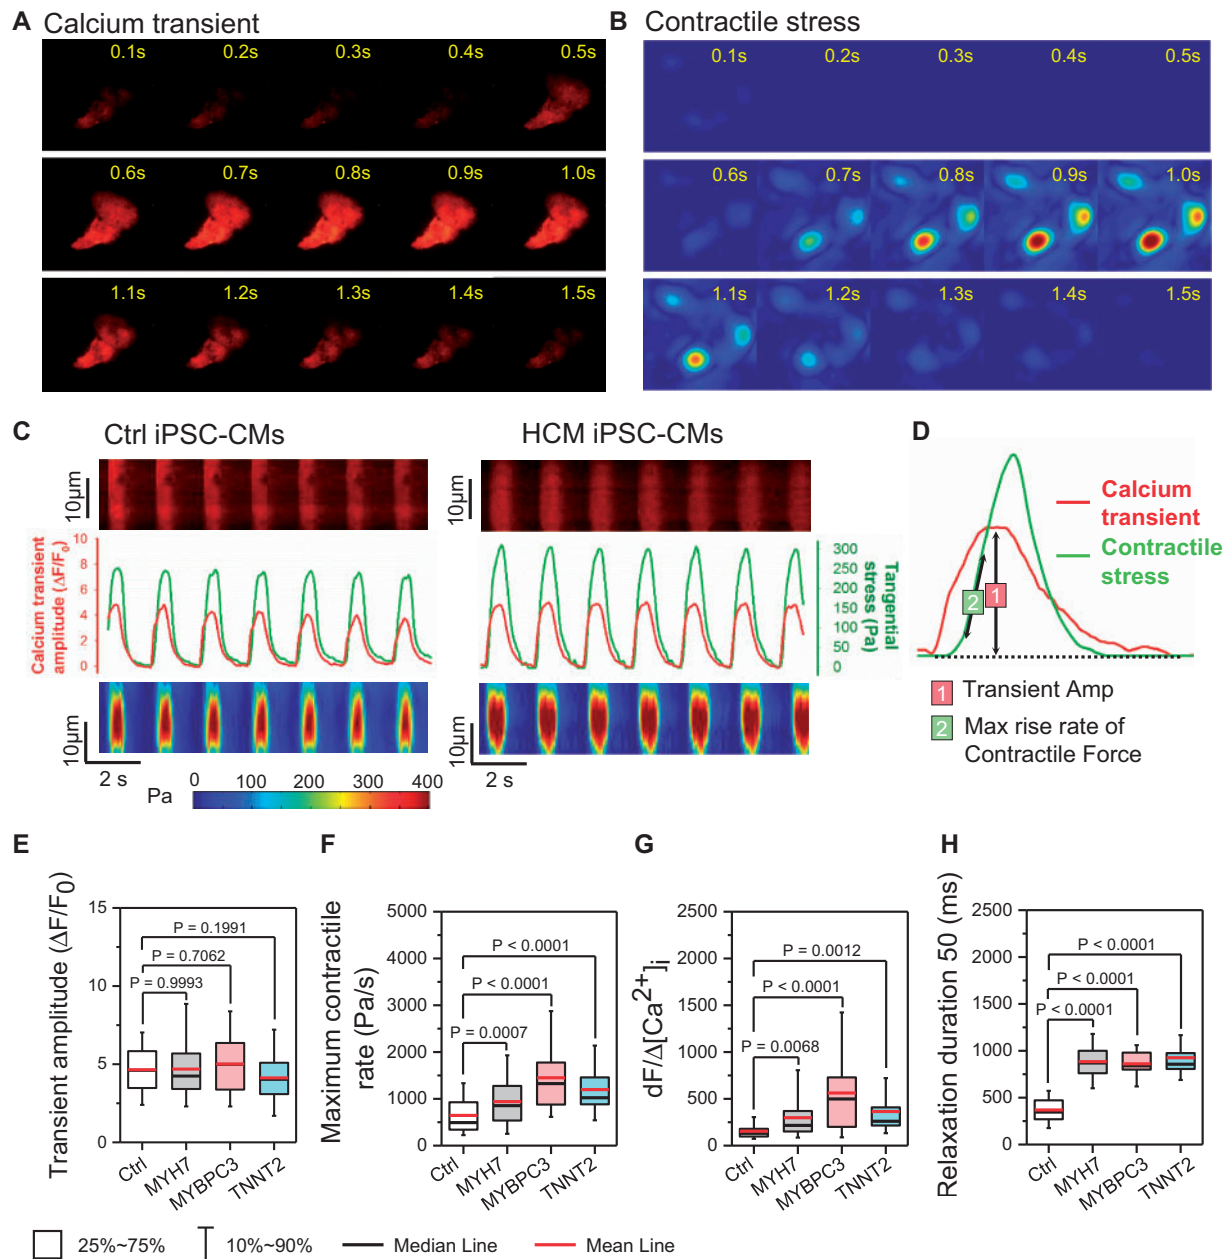 A Calcium transient
0.1s 0.2s 0.3s 0.4s 0.5s
0.6s 0.7s 0.8s 0.9s 1.0s
1.1s 1.2s 1.3s 1.4s 1.5s
B Contractile stress
0.1s 0.2s 0.3s 0.4s 0.5s
0.6s 0.7s 0.8s 0.9s 1.0s
1.1s 1.2s 1.3s 1.4s 1.5s
C Ctrl iPSC-CMs
HCM iPSC-CMs
10μm
10μm
Calcium transient
amplitude (ΔF/F0)
10
8
6
4
2
0
300
250
200
150
100
50
0
Tangential
stress (Pa)
10μm
2 s
10μm
2 s
Pa
0 100 200 300 400
D
Calcium
transient
Contractile
stress
2
1
1 Transient Amp
2 Max rise rate of
Contractile Force
E
Transient amplitude (ΔF/F0)
15
10
5
0
P = 0.1991
P = 0.7062
P = 0.9993
Ctrl MYH7 MYBPC3 TNNT2
F
Maximum contractile
rate (Pa/s)
5000
4000
3000
2000
1000
0
P < 0.0001
P < 0.0001
P = 0.0007
Ctrl MYH7 MYBPC3 TNNT2
G
dF/Δ[Ca2+]i
2500
2000
1500
1000
500
0
P = 0.0012
P < 0.0001
P = 0.0068
Ctrl MYH7 MYBPC3 TNNT2
H
Relaxation duration 50 (ms)
2500
2000
1500
1000
500
0
P < 0.0001
P < 0.0001
P < 0.0001
Ctrl MYH7 MYBPC3 TNNT2
25%~75% 10%~90% Median Line Mean Line